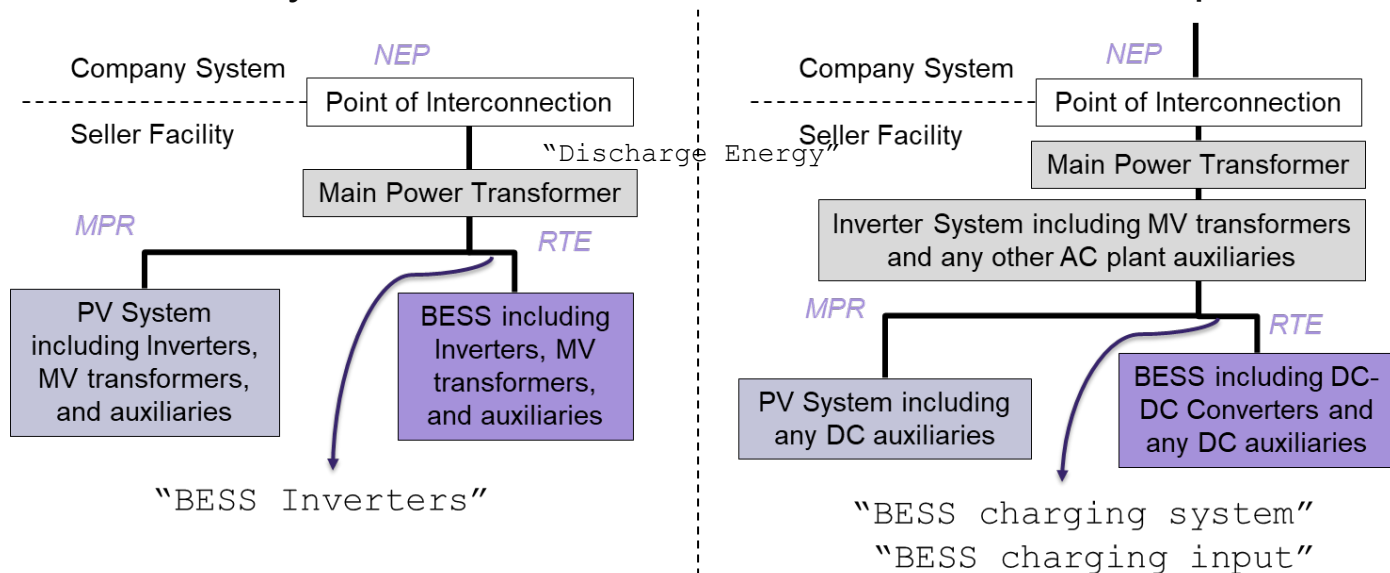 NEP
Company System
Point of Interconnection
Seller Facility
"Discharge Energy"
Main Power Transformer
MPR
RTE
PV System
including Inverters,
MV transformers,
and auxiliaries
BESS including
Inverters, MV
transformers,
and auxiliaries
"BESS Inverters"
NEP
Company System
Point of Interconnection
Seller Facility
Main Power Transformer
Inverter System including MV transformers
and any other AC plant auxiliaries
MPR
RTE
PV System including
any DC auxiliaries
BESS including DC-
DC Converters and
any DC auxiliaries
"BESS charging system"
"BESS charging input"